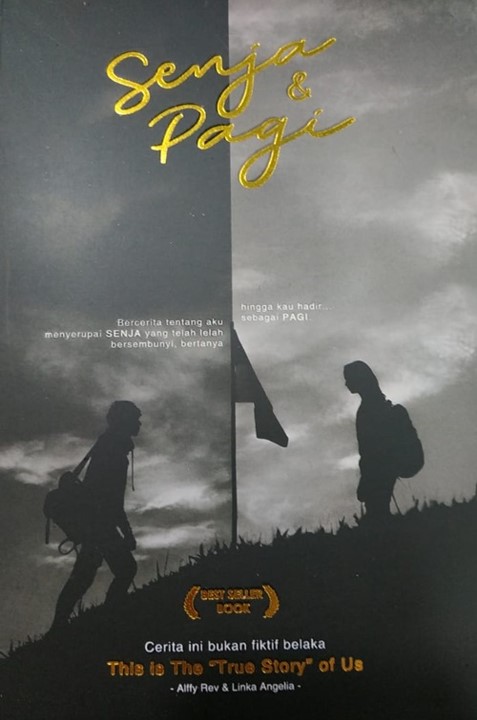 Senja
&
Pagi
Bercerita tentang aku
menyerupai SENJA yang telah lelah
bersembunyi, bertanya
hingga kau hadir...
sebagai PAGI.
BEST SELLER
BOOK
Cerita ini bukan fiktif belaka
This is The "True Story" of Us
- Alffy Rev & Linka Angelia -